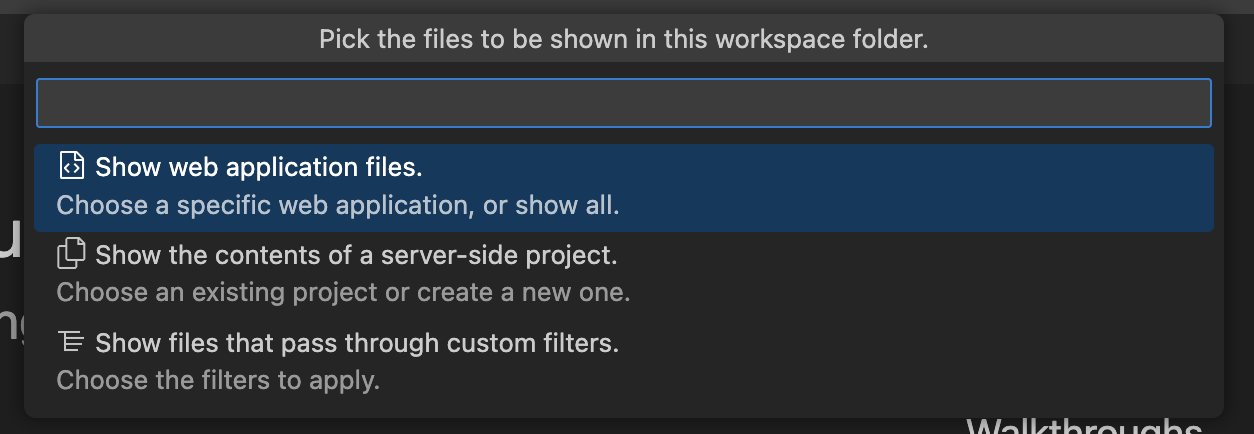 Pick the files to be shown in this workspace folder.
Show web application files.
Choose a specific web application, or show all.
Show the contents of a server-side project.
Choose an existing project or create a new one.
Show files that pass through custom filters.
Choose the filters to apply.
Walkthroughs